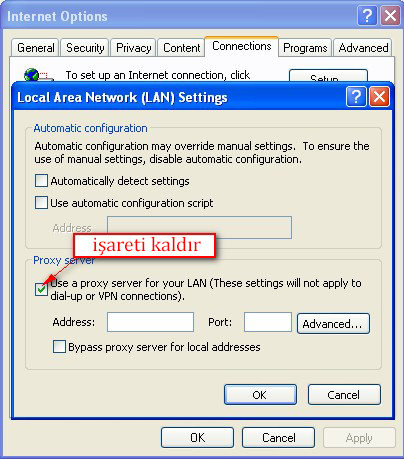 Internet Options
General Security Privacy Content Connections Programs Advanced
To set up an Internet connection, click Setup
Local Area Network (LAN) Settings
Automatic configuration
Automatic configuration may override manual settings. To ensure the
use of manual settings, disable automatic configuration.
Automatically detect settings
Use automatic configuration script
Address
işareti kaldır
Proxy server
Use a proxy server for your LAN (These settings will not apply to
dial-up or VPN connections).
Address: Port: Advanced...
Bypass proxy server for local addresses
OK Cancel
OK Cancel Apply